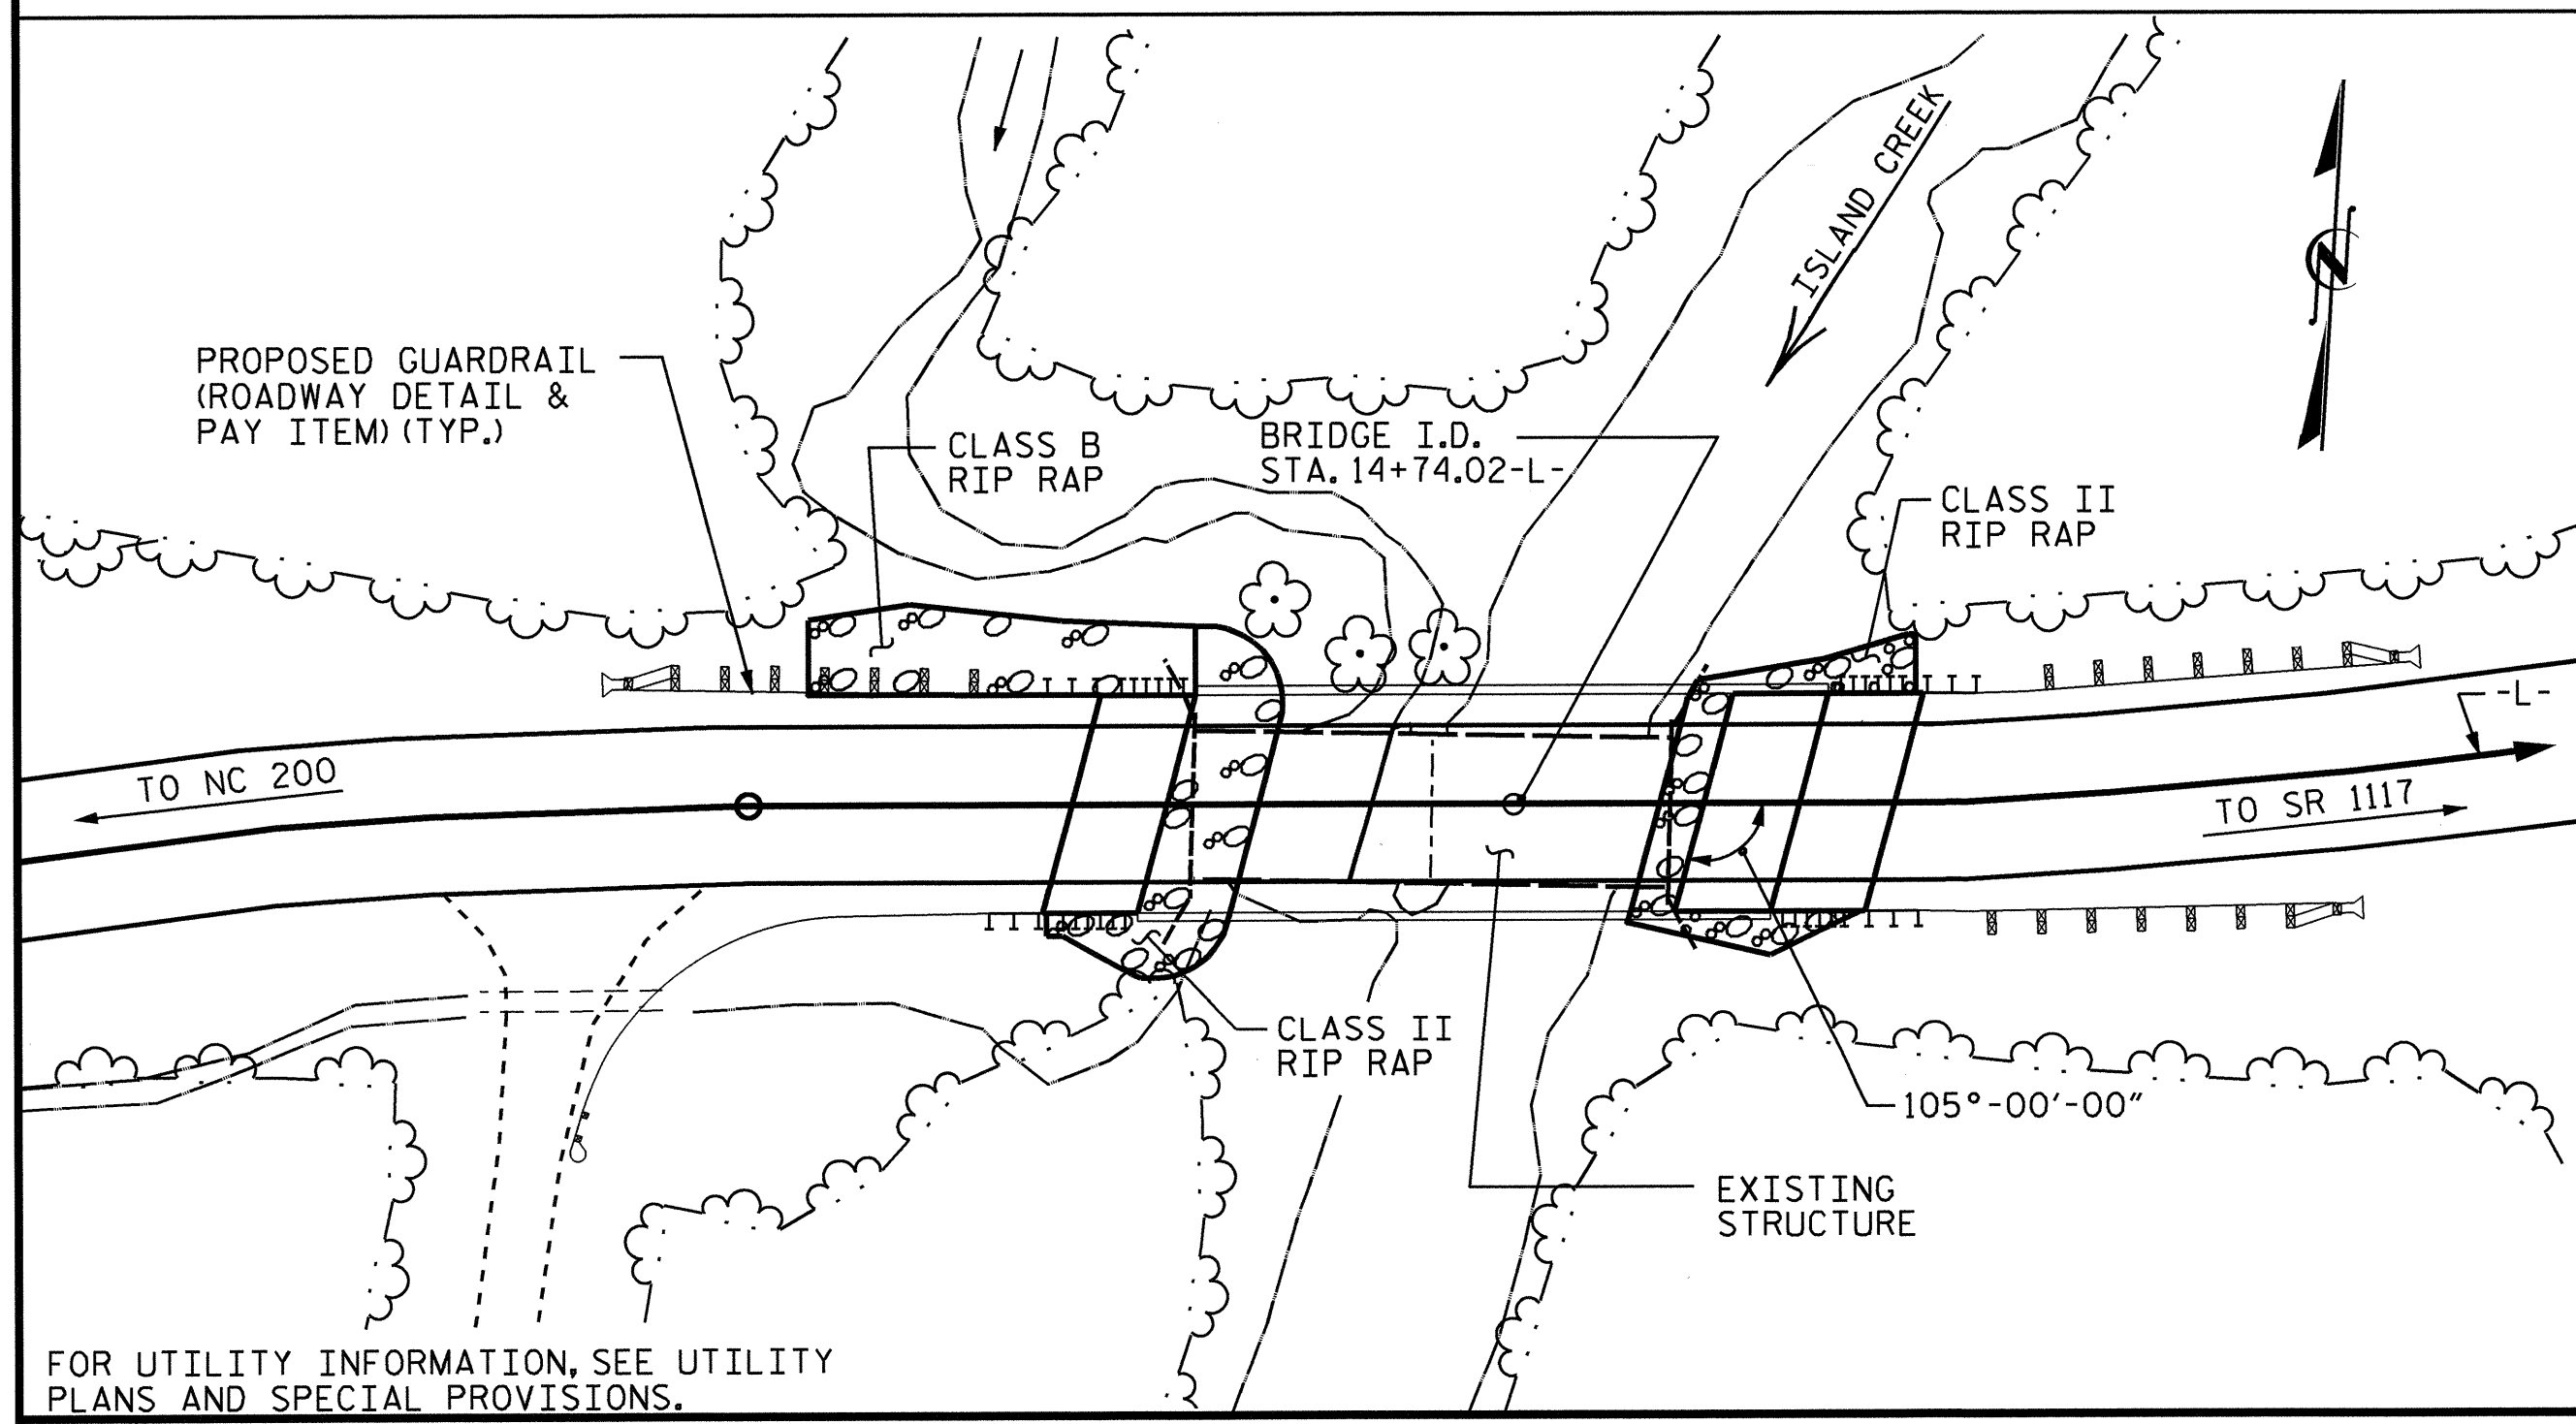 ISLAND CREEK
N
PROPOSED GUARDRAIL
(ROADWAY DETAIL &
PAY ITEM) (TYP.)
CLASS B
RIP RAP
BRIDGE I.D.
STA. 14+74.02-L-
CLASS II
RIP RAP
-L-
TO NC 200
TO SR 1117
CLASS II
RIP RAP
105°-00'-00"
EXISTING
STRUCTURE
FOR UTILITY INFORMATION, SEE UTILITY
PLANS AND SPECIAL PROVISIONS.